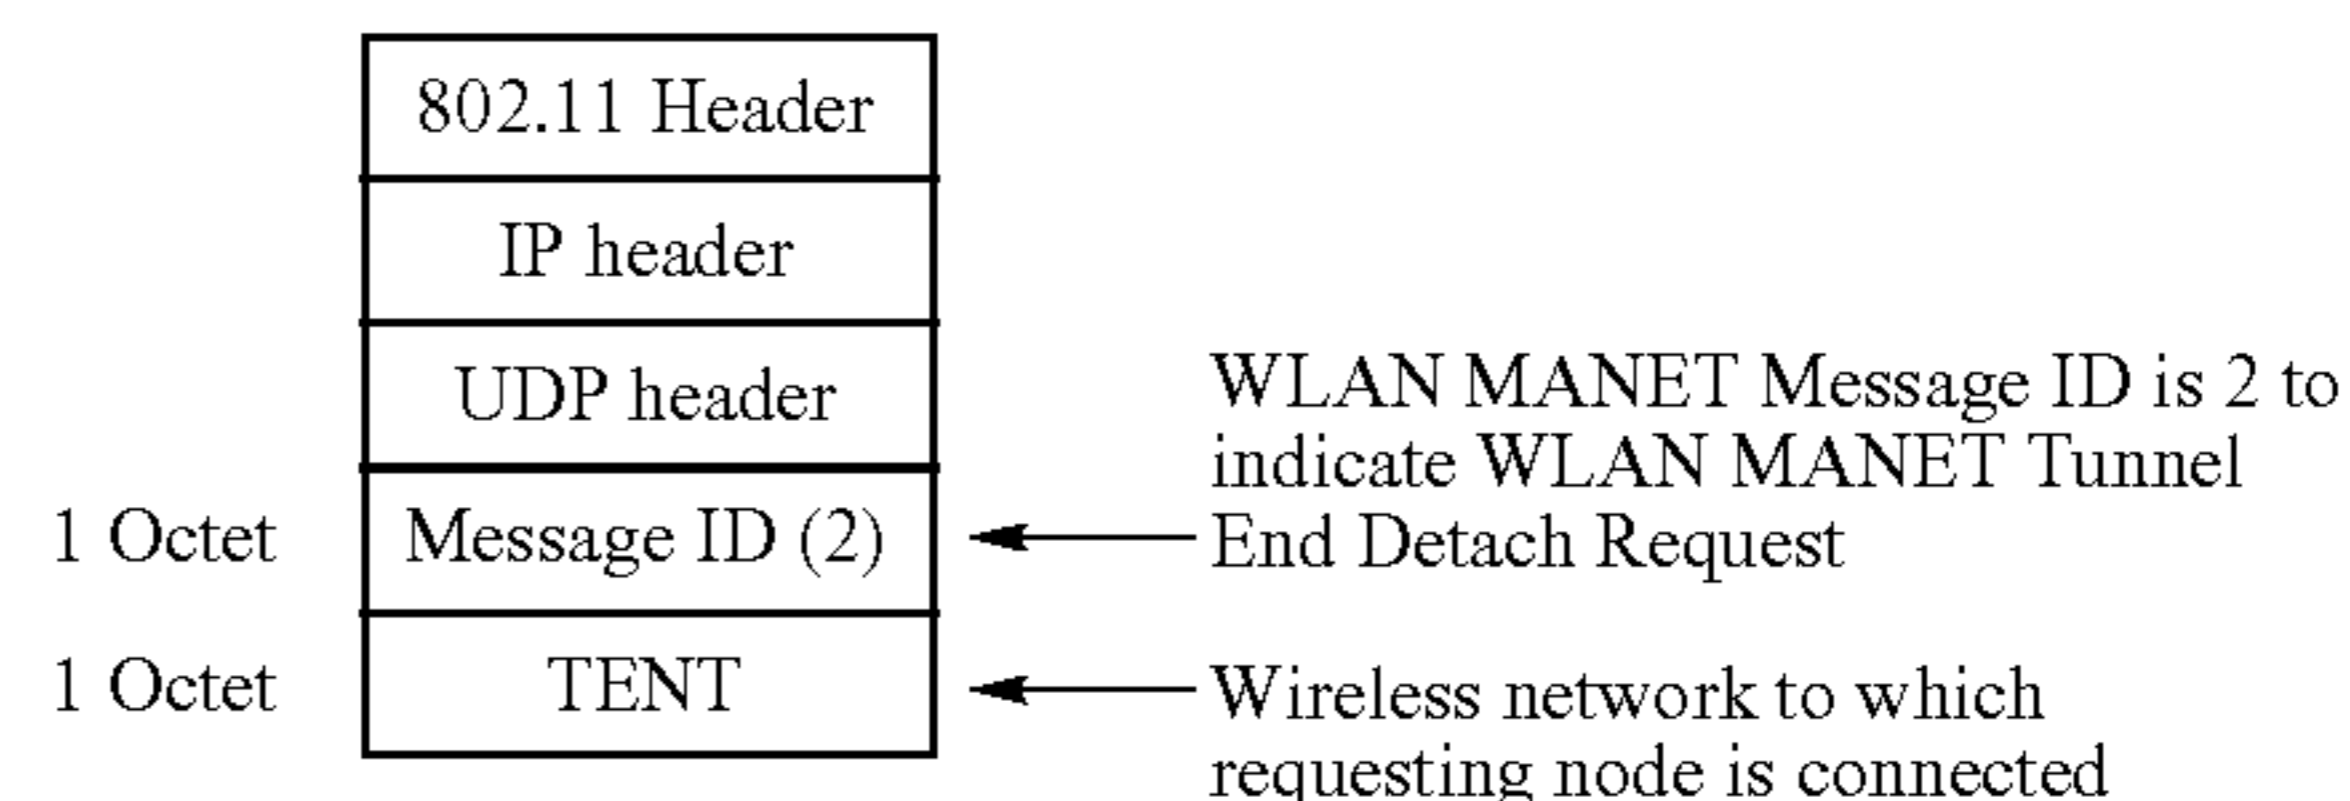 802.11 Header
IP header
UDP header
WLAN MANET Message ID is 2 to
indicate WLAN MANET Tunnel
1 Octet Message ID (2) End Detach Request
1 Octet TENT Wireless network to which
requesting node is connected